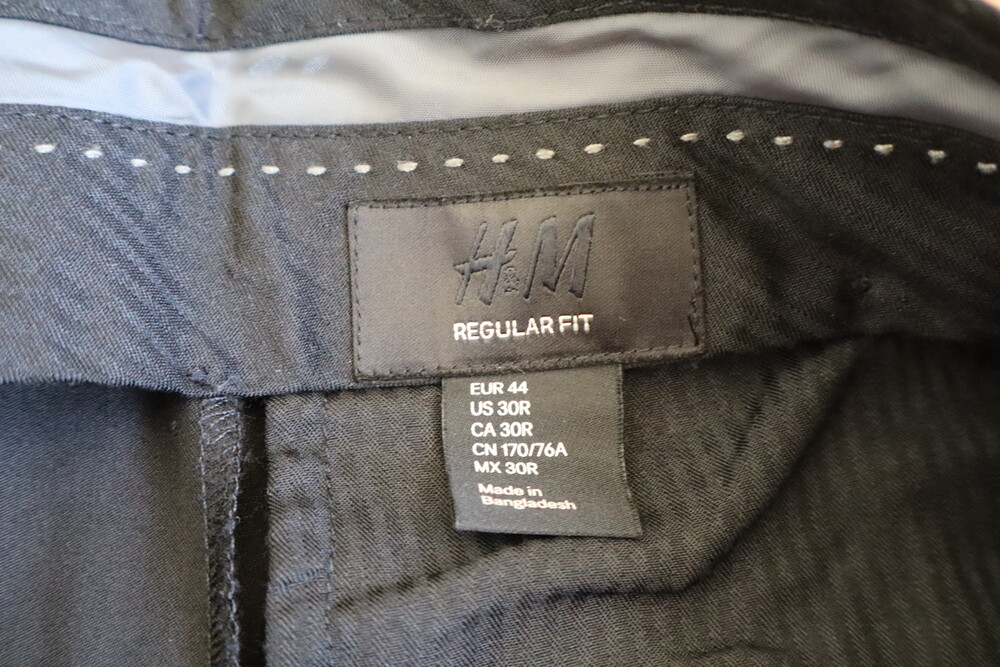 H&M
REGULAR FIT
EUR 44
US 30R
CA 30R
CN 170/76A
MX 30R
Made in
Bangladesh